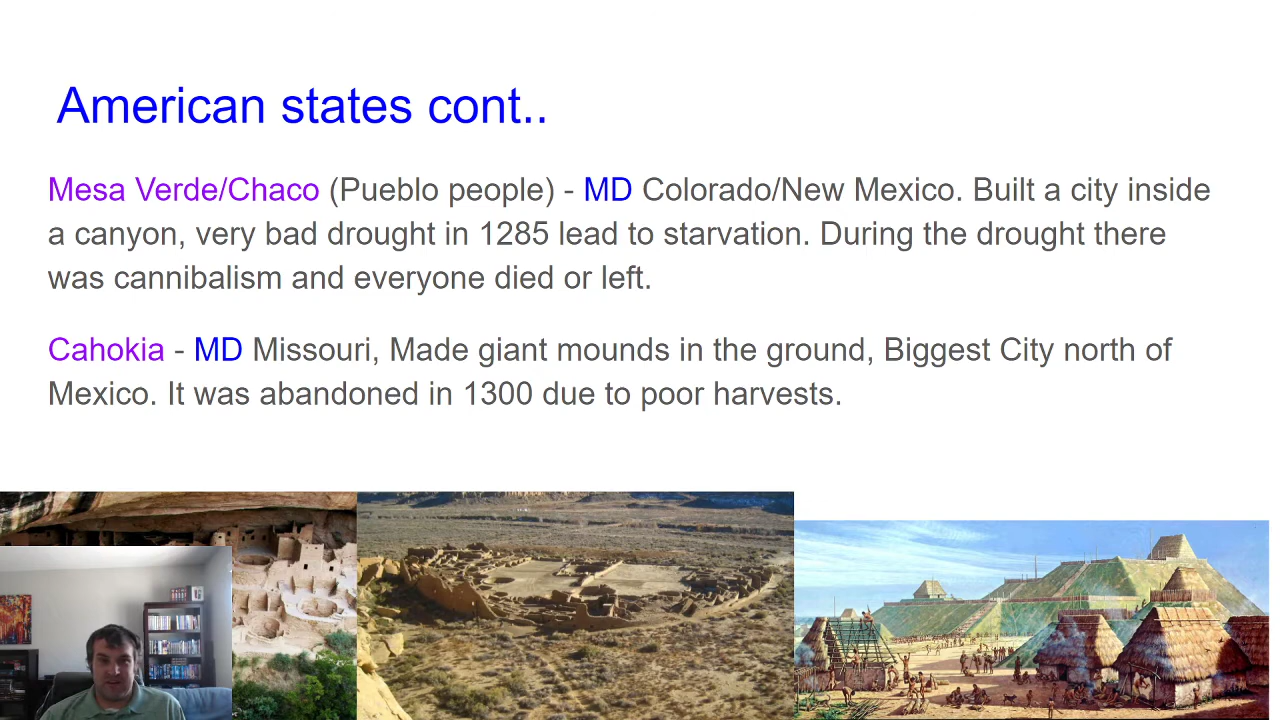 American states cont..
Mesa Verde/Chaco (Pueblo people) - MD Colorado/New Mexico. Built a city inside
a canyon, very bad drought in 1285 lead to starvation. During the drought there
was cannibalism and everyone died or left.
Cahokia - MD Missouri, Made giant mounds in the ground, Biggest City north of
Mexico. It was abandoned in 1300 due to poor harvests.